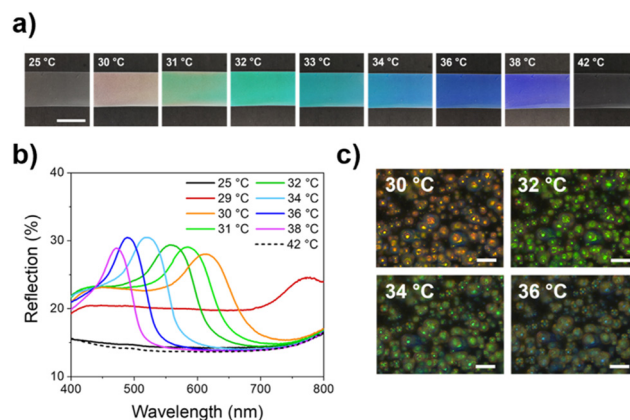 a)
25 °C 30 °C 31 °C 32 °C 33 °C 34 °C 36 °C 38 °C 42 °C
b)
40
30
20
10
Reflection (%)
25 °C 32 °C
29 °C 34 °C
30 °C 36 °C
31 °C 38 °C
42 °C
400 500 600 700 800
Wavelength (nm)
c)
30 °C 32 °C
34 °C 36 °C